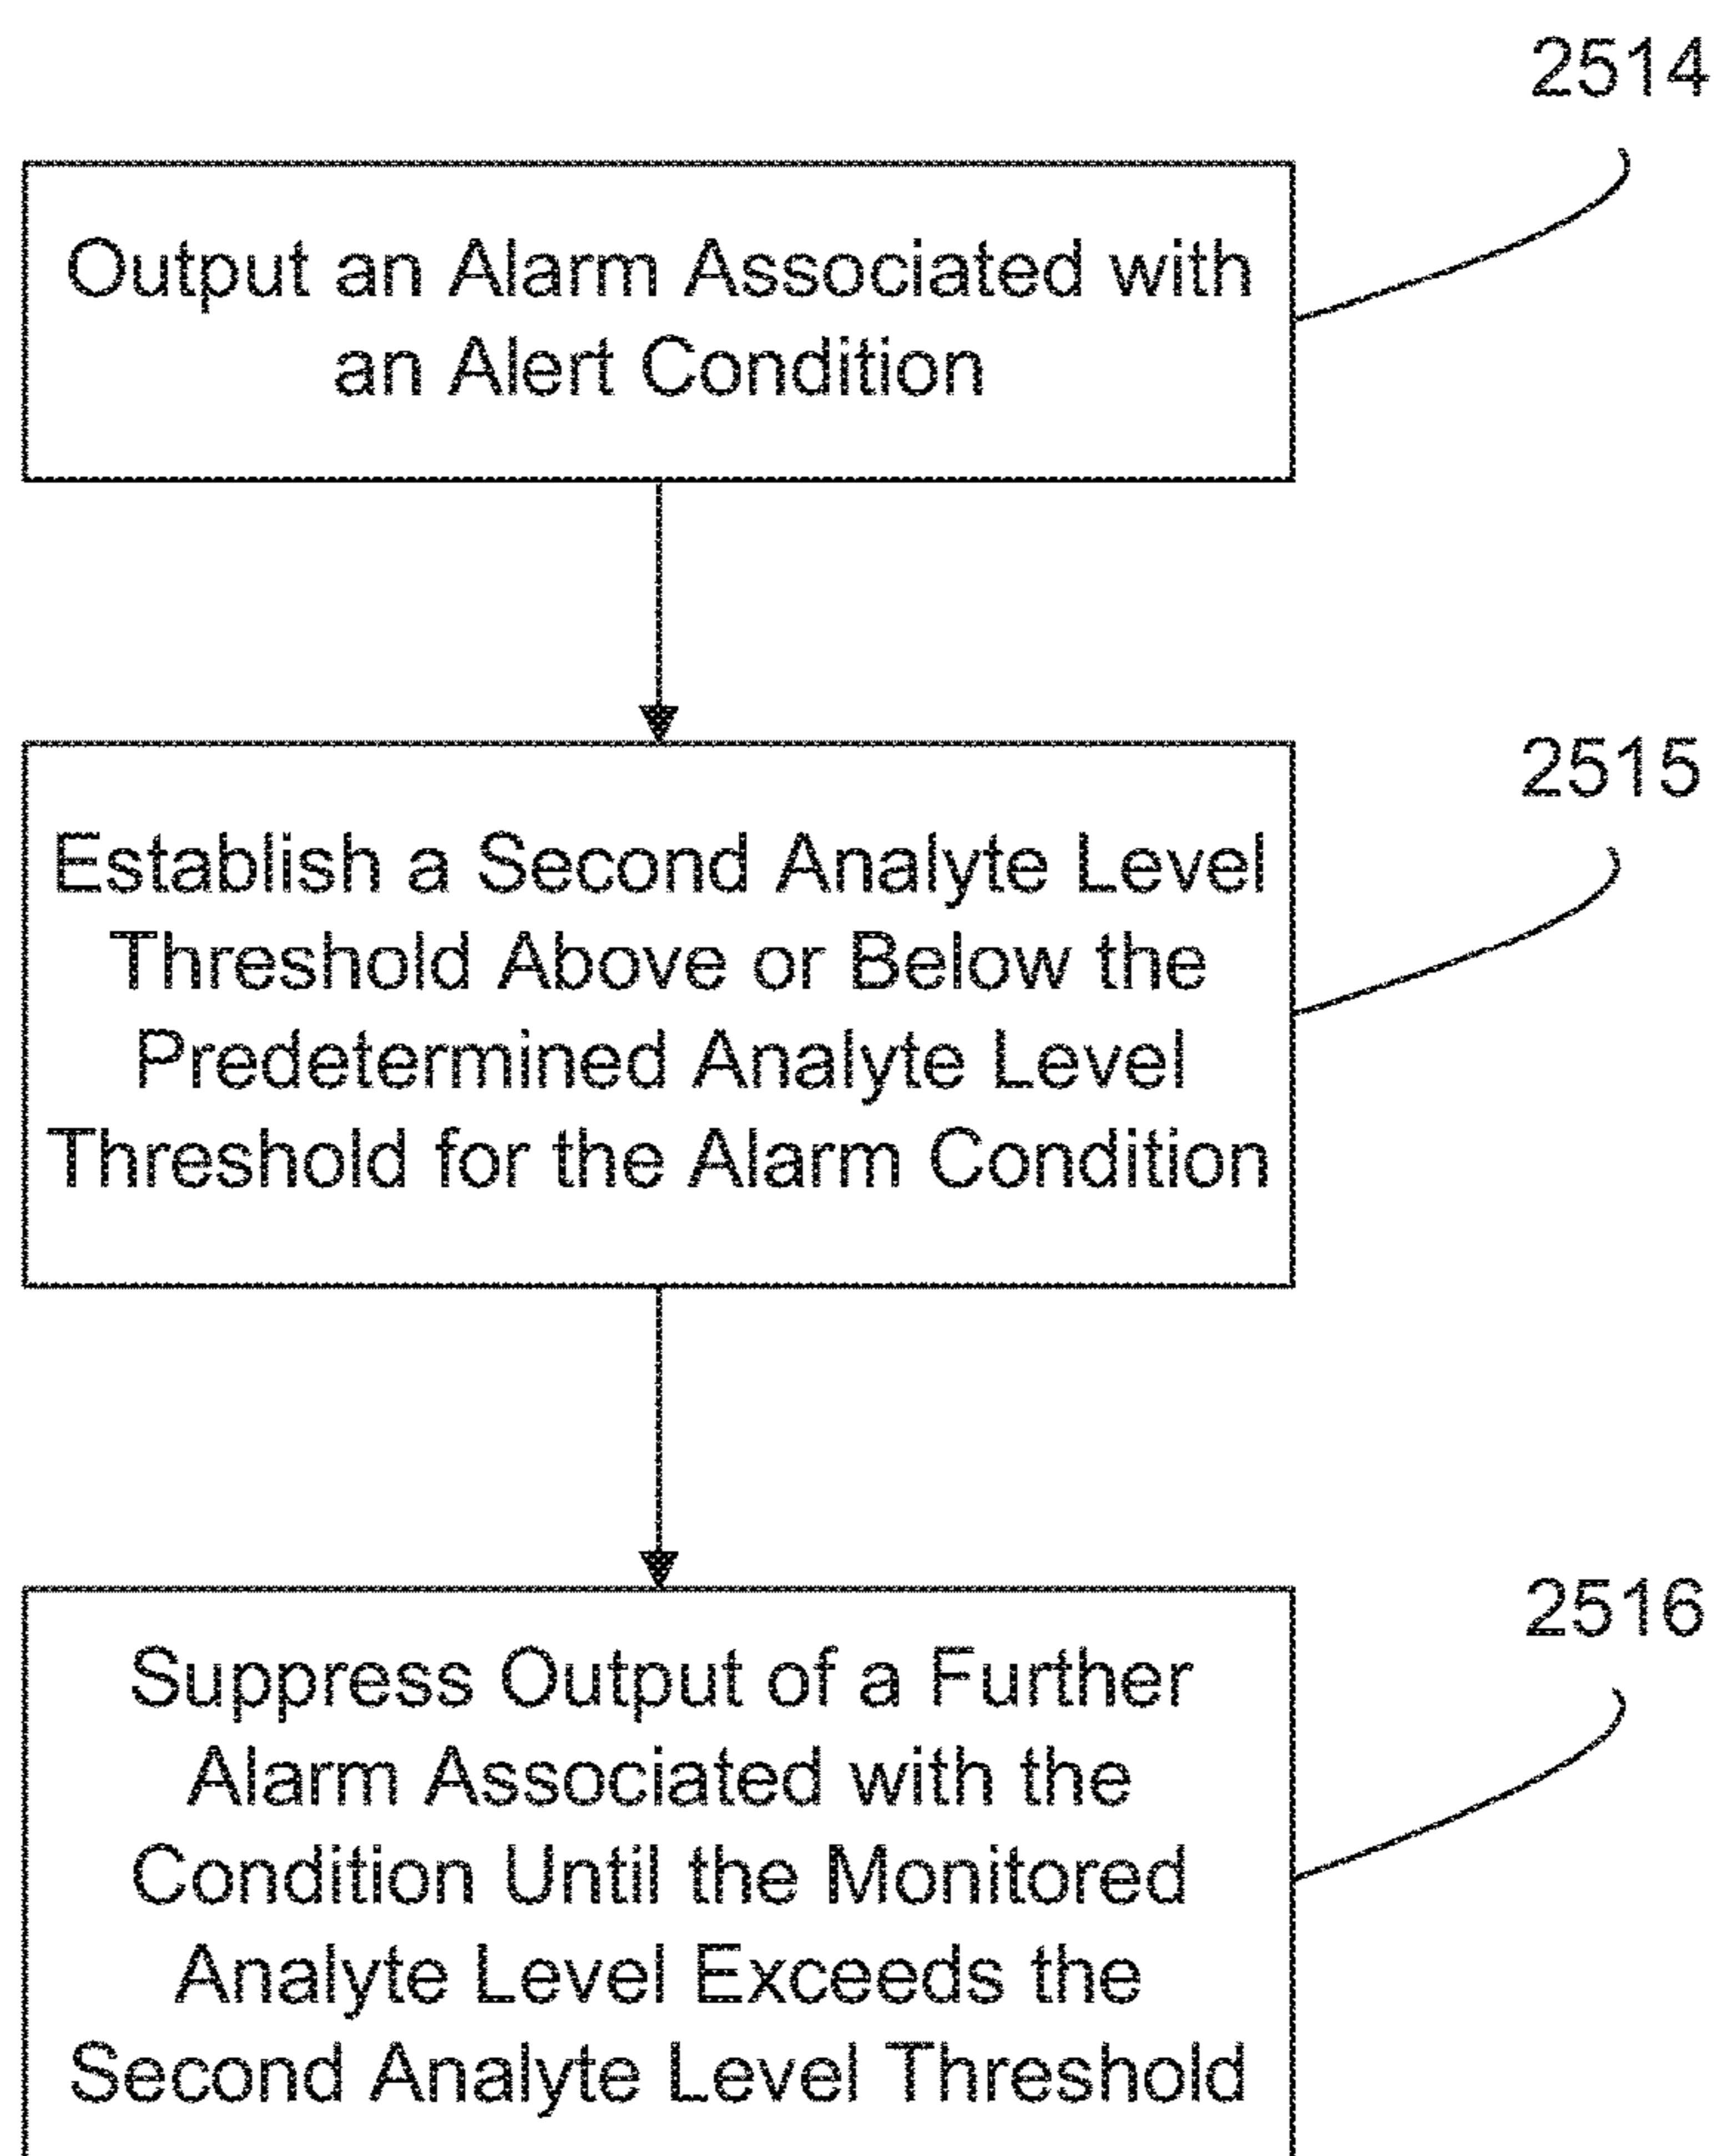 2514
Output an Alarm Associated with
an Alert Condition
2515
Establish a Second Analyte Level
Threshold Above or Below the
Predetermined Analyte Level
Threshold for the Alarm Condition
2516
Suppress Output of a Further
Alarm Associated with the
Condition Until the Monitored
Analyte Level Exceeds the
Second Analyte Level Threshold